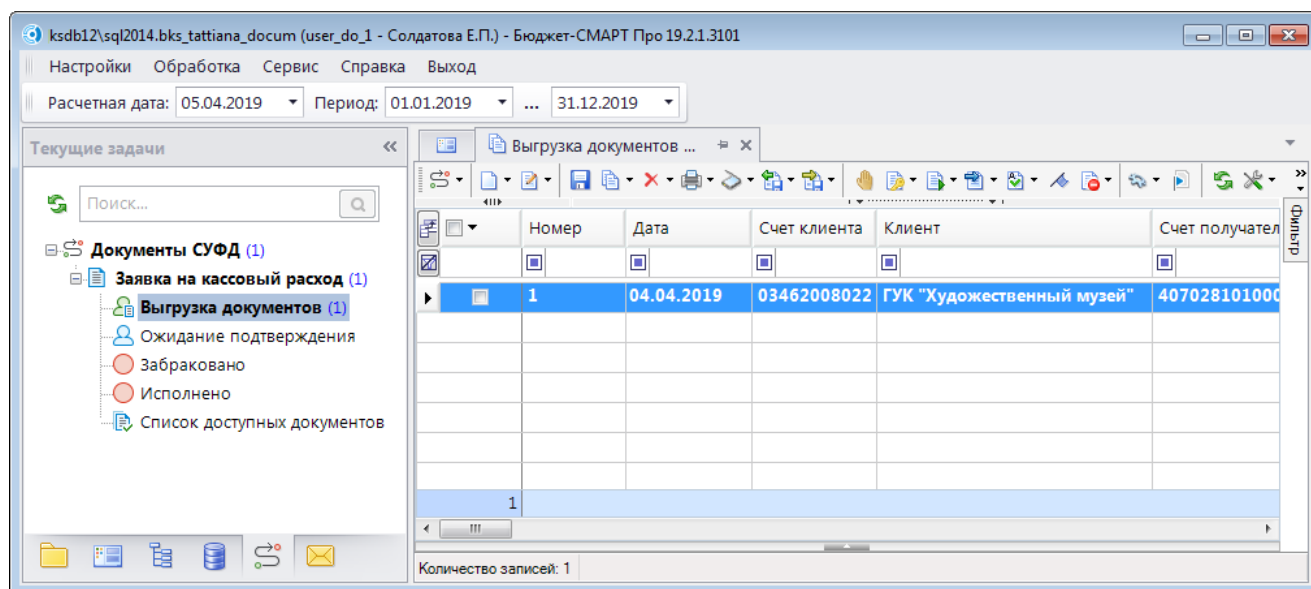 ksdb12\sql2014.bks_tattiana_docum (user_do_1 - Солдатова Е.П.) - Бюджет-СМАРТ Про 19.2.1.3101
Настройки Обработка Сервис Справка Выход
Расчетная дата: 05.04.2019 Период: 01.01.2019 ... 31.12.2019
Текущие задачи
Поиск...
Документы СУФД (1)
Заявка на кассовый расход (1)
Выгрузка документов (1)
Ожидание подтверждения
Забраковано
Исполнено
Список доступных документов
Выгрузка документов ...
Номер Дата Счет клиента Клиент Счет получател
1 04.04.2019 03462008022 ГУК "Художественный музей" 407028101000
1
Количество записей: 1
Фильтр